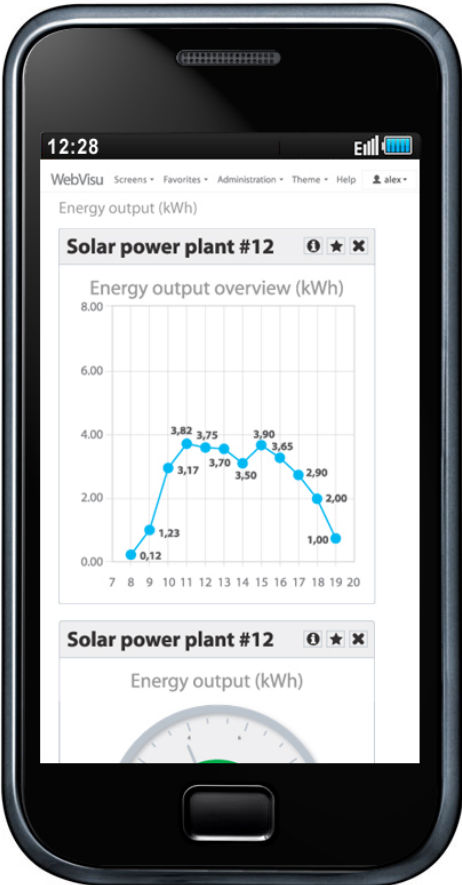 12:28
E
WebVisu Screens Favorites Administration Theme Help alex
Energy output (kWh)
Solar power plant #12
Energy output overview (kWh)
8.00
6.00
4.00
2.00
0.00
0,12
1,23
3,17
3,82
3,75
3,70
3,50
3,90
3,65
2,90
2,00
1,00
7 8 9 10 11 12 13 14 15 16 17 18 19 20
Solar power plant #12
Energy output (kWh)